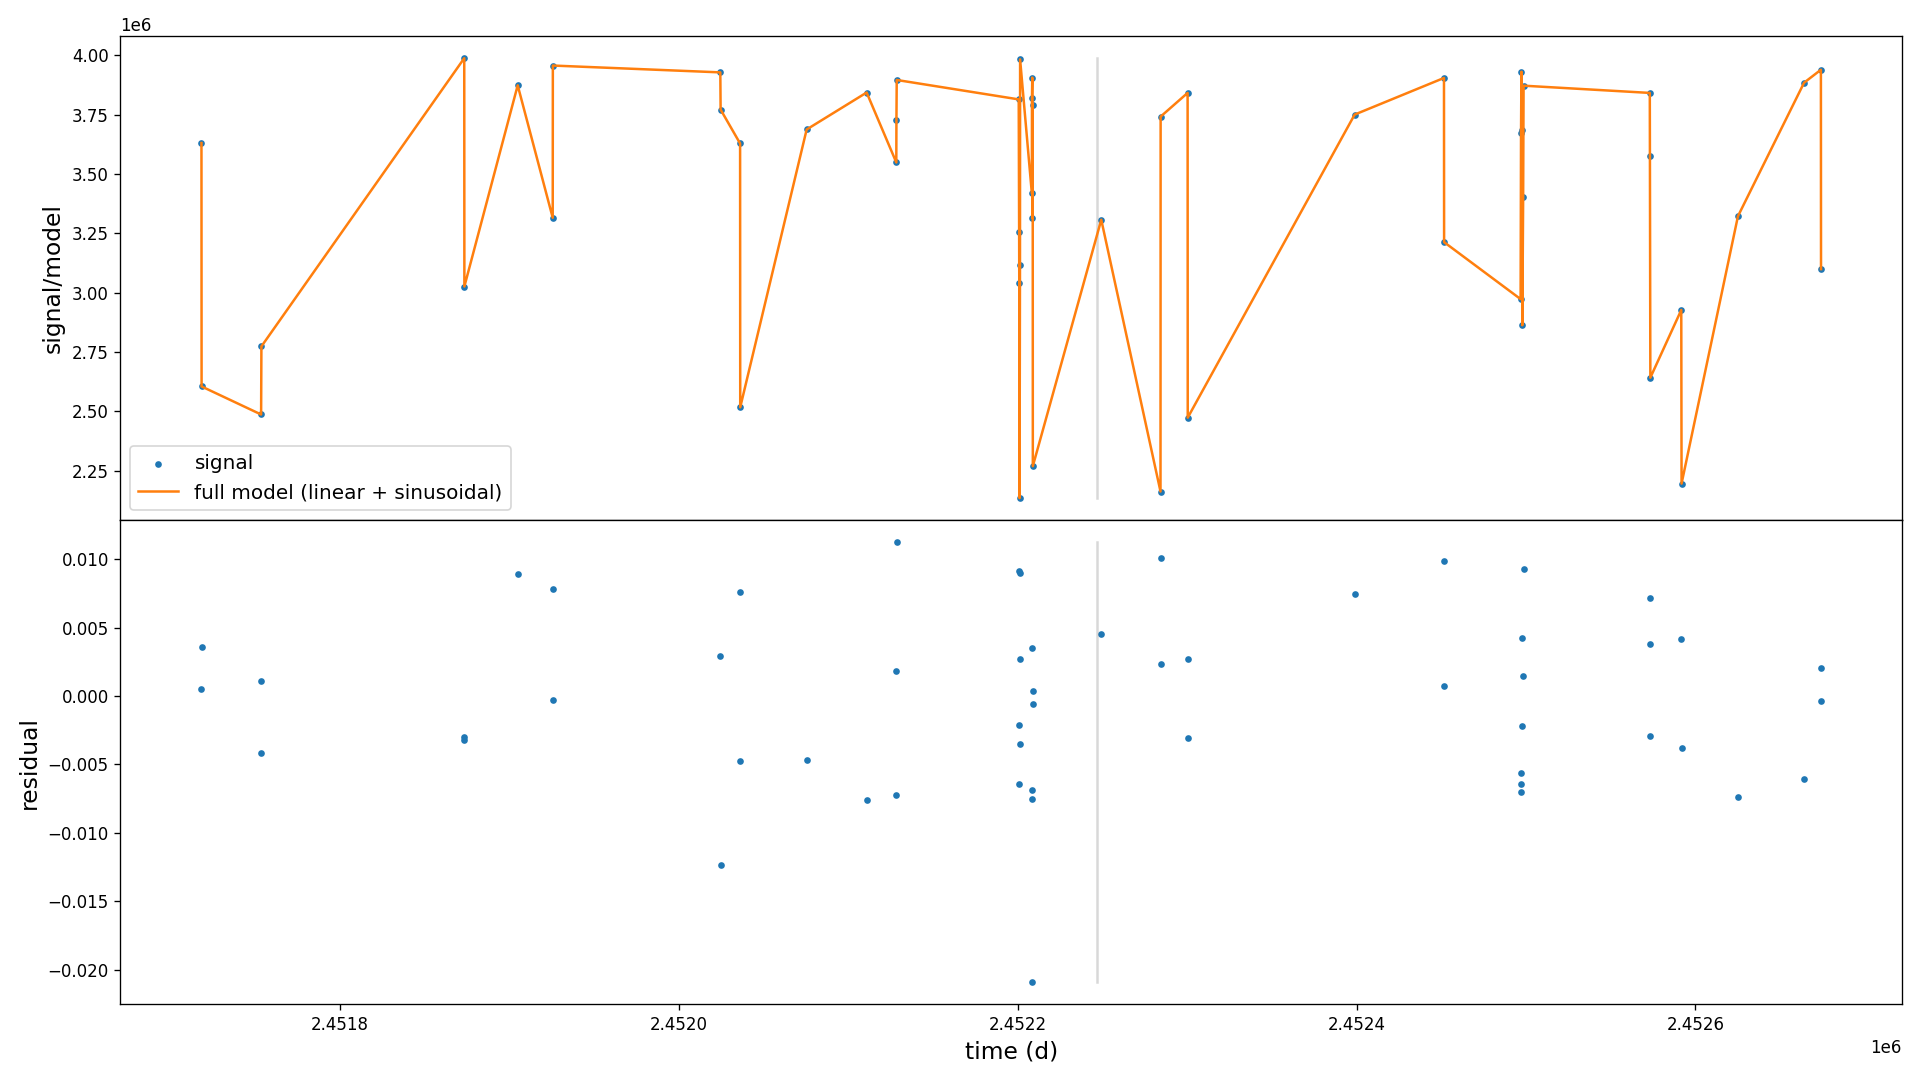 1e6
4.00
3.75
3.50
3.25
3.00
2.75
2.50
2.25
signal/model
signal
full model (linear + sinusoidal)
0.010
0.005
0.000
−0.005
−0.010
−0.015
−0.020
residual
2.4518
2.4520
2.4522
2.4524
2.4526
time (d)
1e6